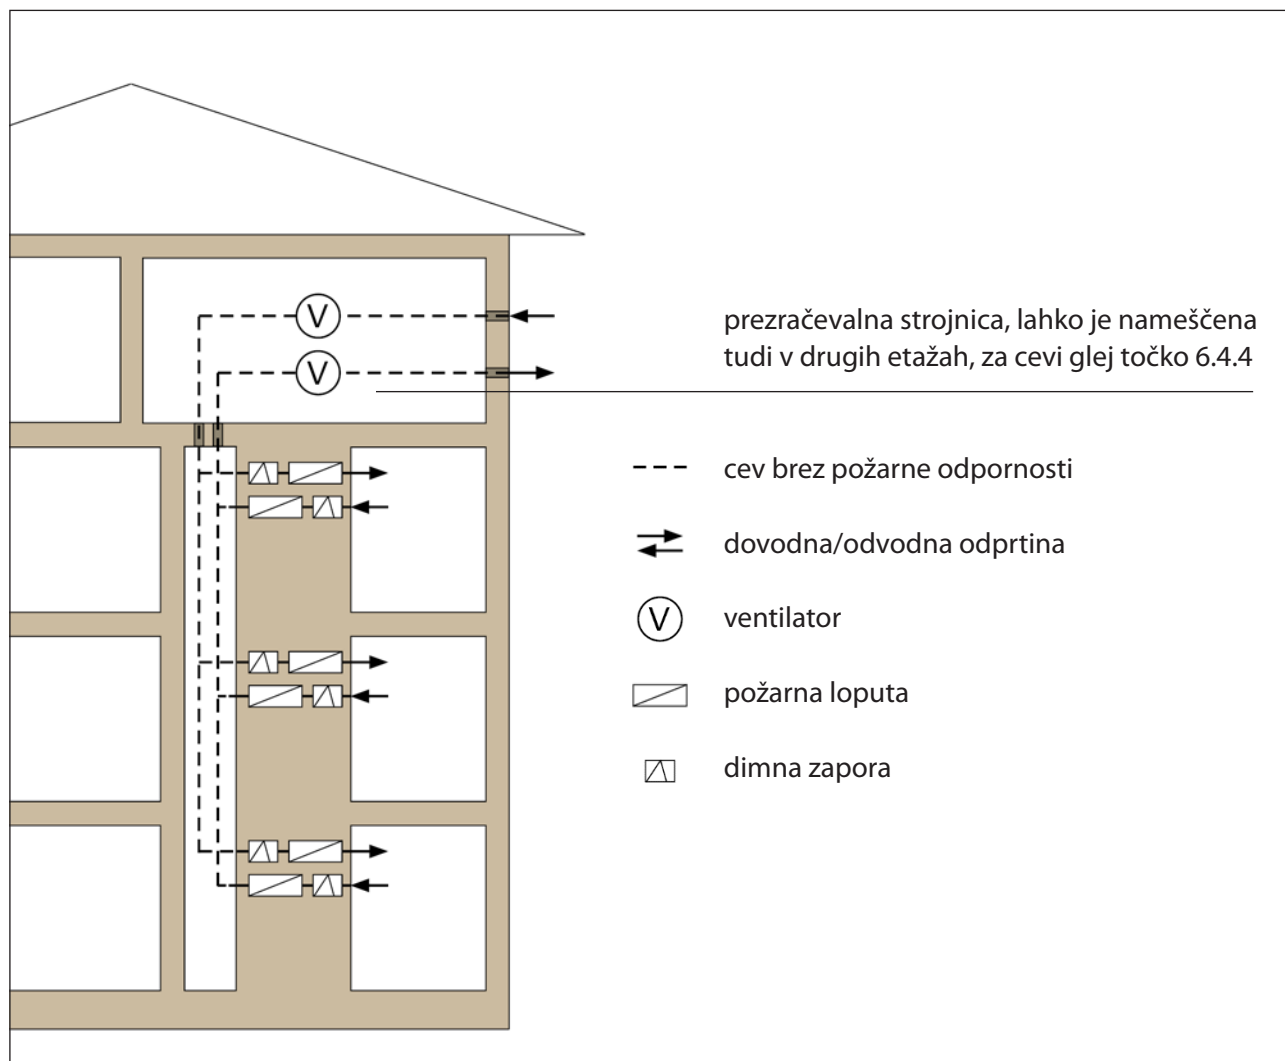 V
V
prezračevalna strojnica, lahko je nameščena
tudi v drugih etažah, za cevi glej točko 6.4.4
cev brez požarne odpornosti
dovodna/odvodna odprtina
V
ventilator
požarna loputa
dimna zapora